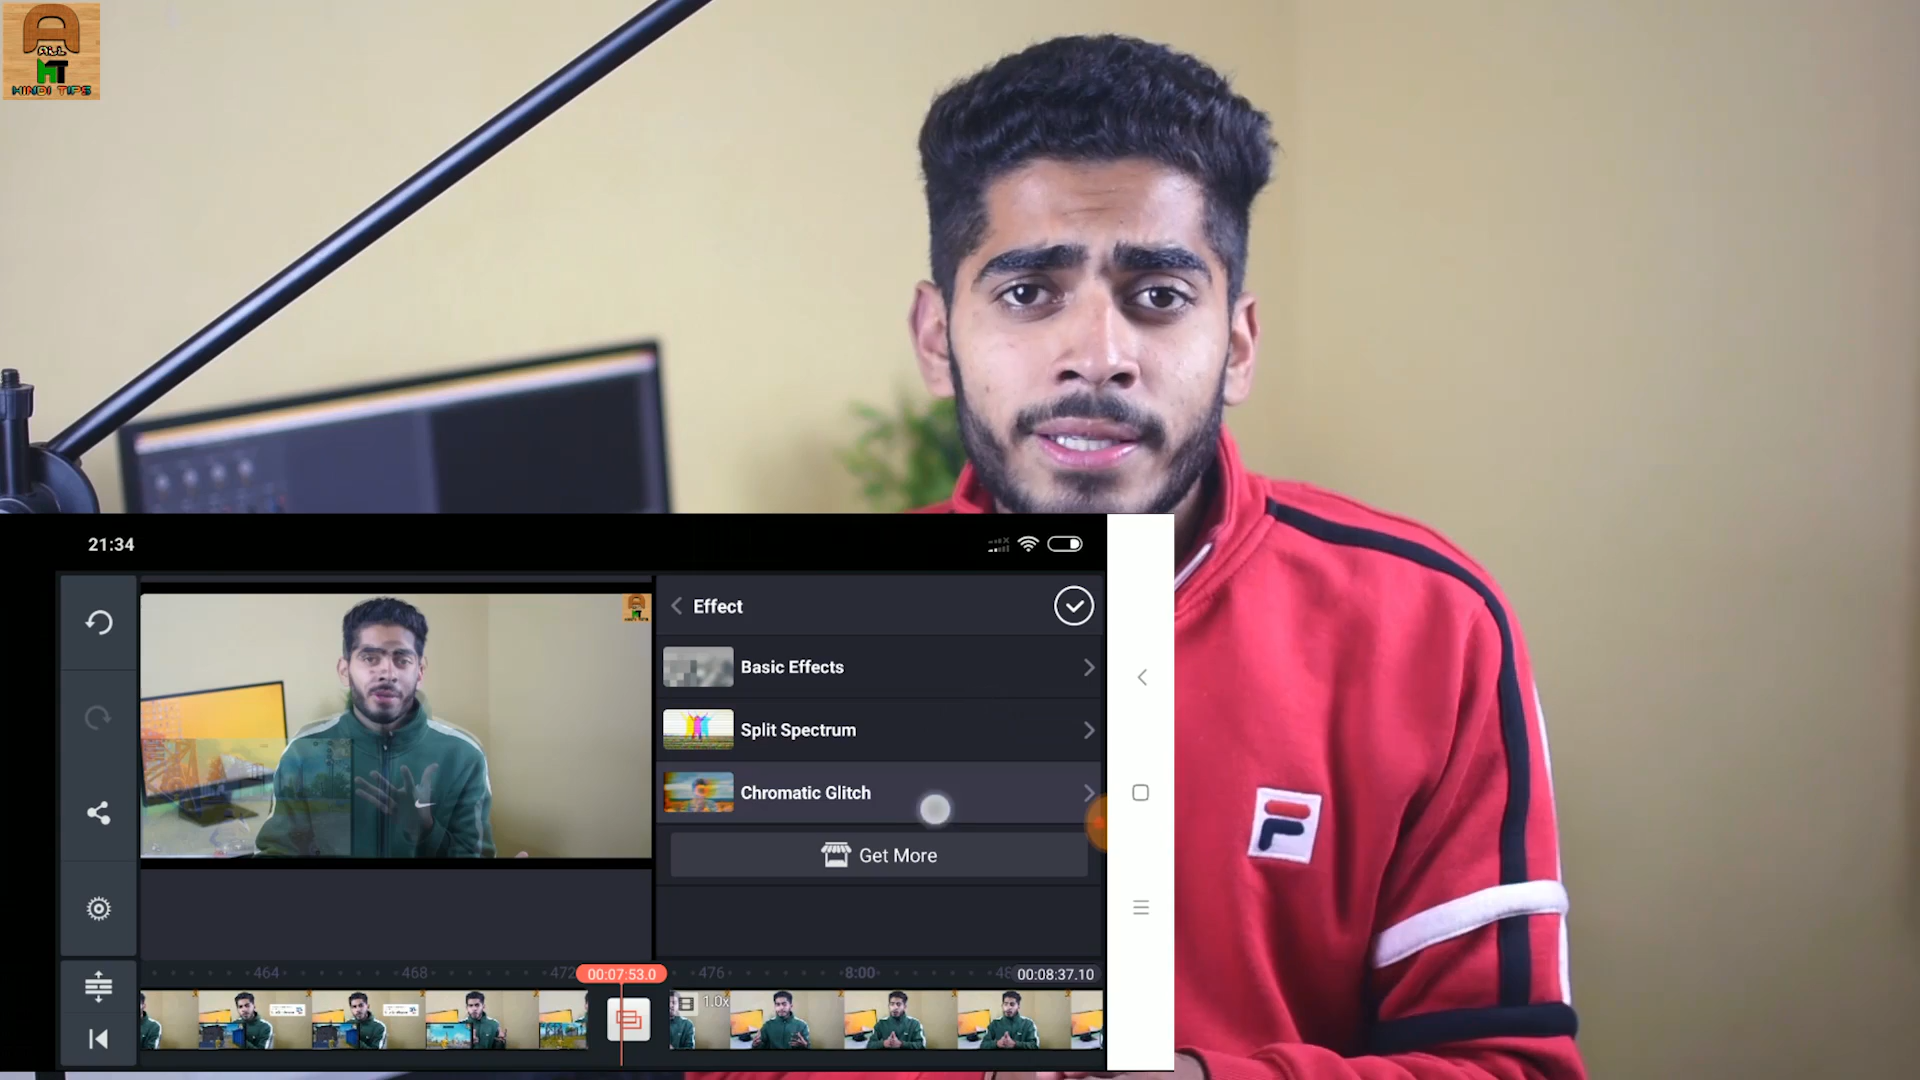 ALL
HT
HINDI TIPS
21:34
Effect
Basic Effects
Split Spectrum
Chromatic Glitch
Get More
464
468
472
00:07:53.0
476
8:00
48
00:08:37.10
1.0x
F